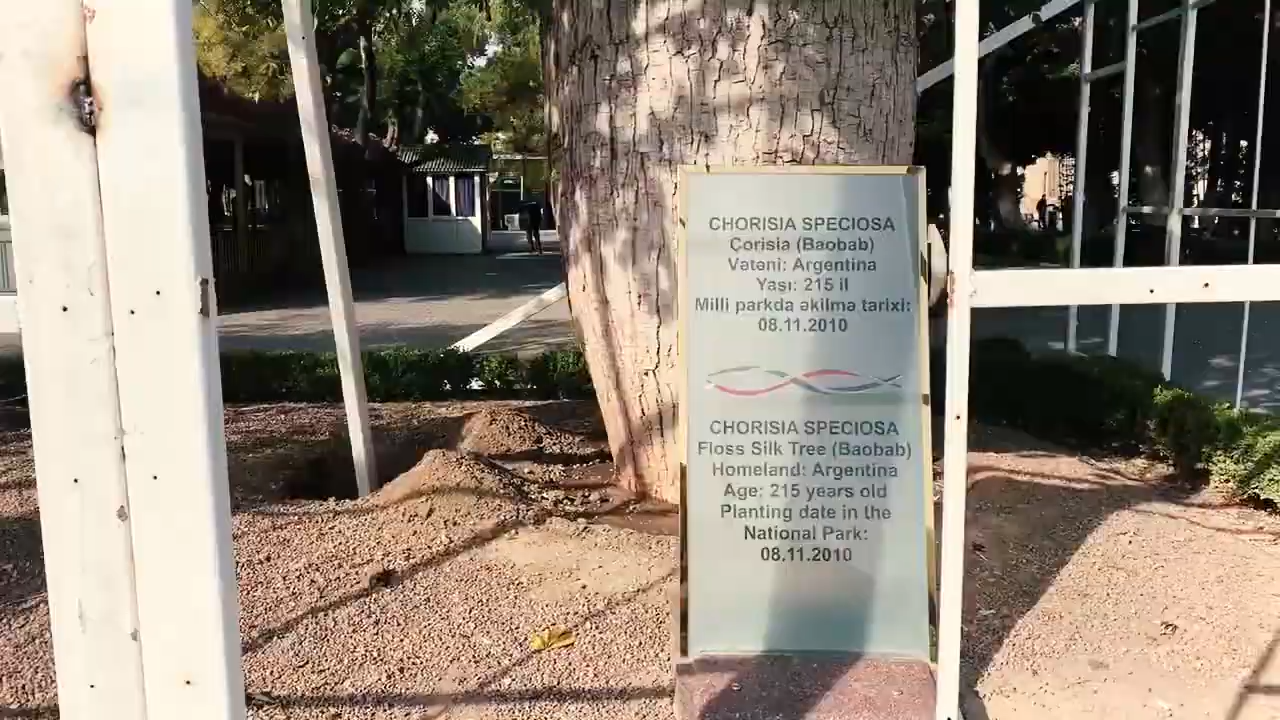 CHORISIA SPECIOSA
Çorisia (Baobab)
Vətəni: Argentina
Yaşı: 215 il
Milli parkda əkilmə tarixi:
08.11.2010
CHORISIA SPECIOSA
Floss Silk Tree (Baobab)
Homeland: Argentina
Age: 215 years old
Planting date in the
National Park:
08.11.2010